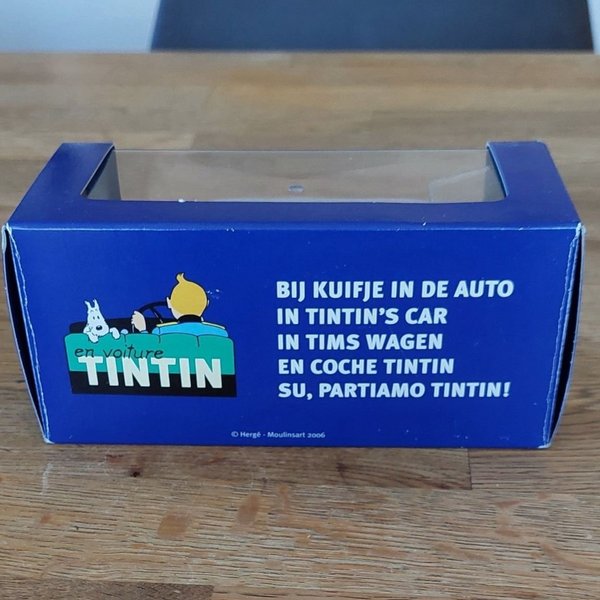 en voiture
TINTIN
BIJ KUIFJE IN DE AUTO
IN TINTIN'S CAR
IN TIMS WAGEN
EN COCHE TINTIN
SU, PARTIAMO TINTIN!
© Hergé - Moulinsart 2006